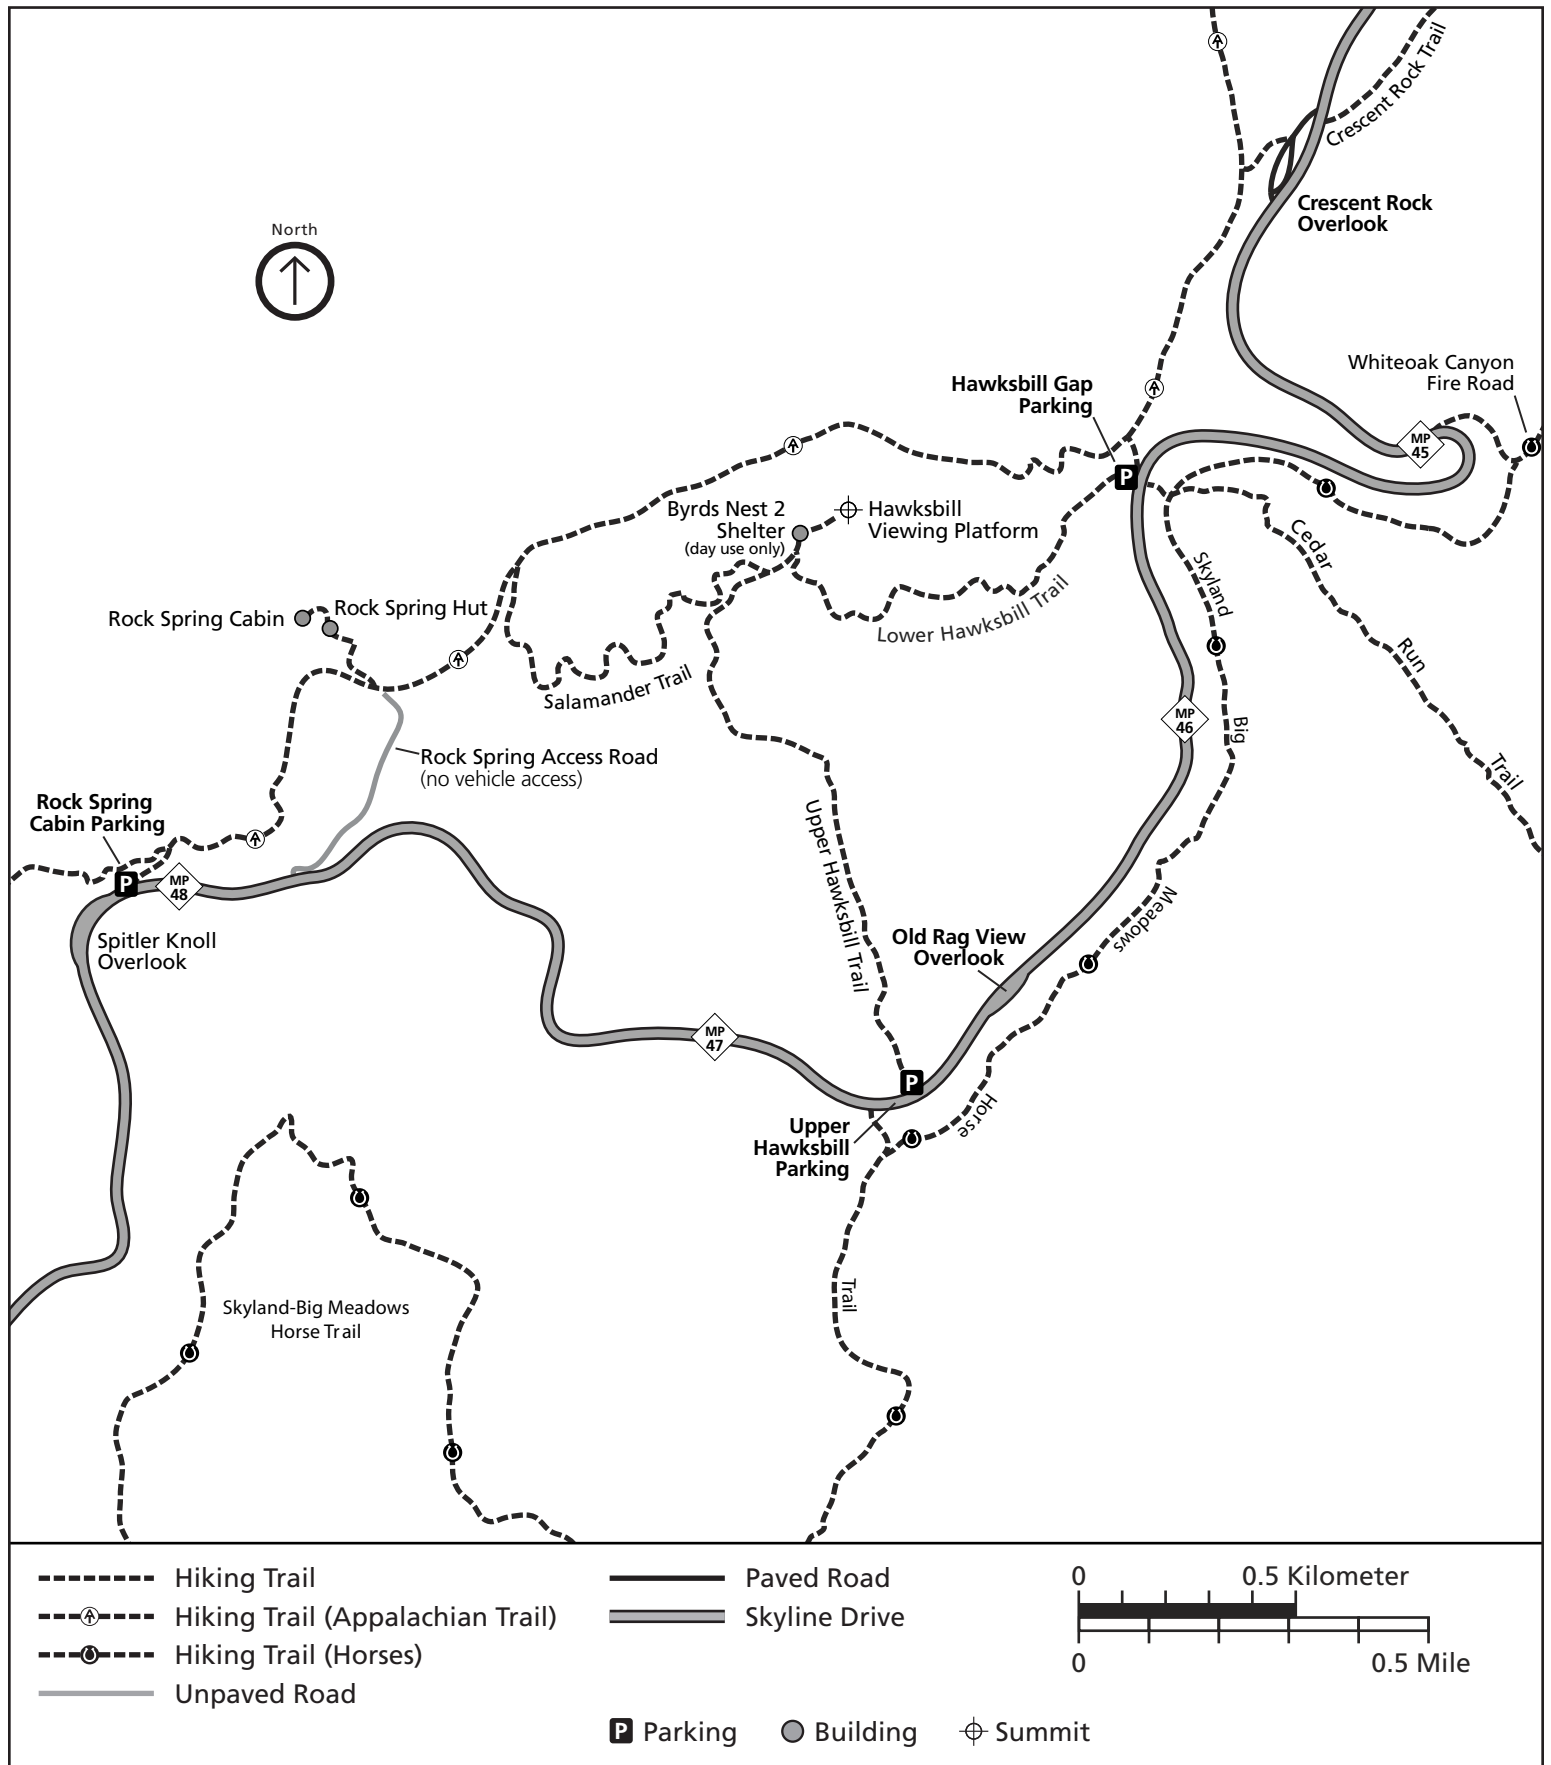 Crescent Rock Trail
Crescent Rock
Overlook
North
Whiteoak Canyon
Fire Road
Hawksbill Gap
Parking
MP
45
P
Byrds Nest 2
Shelter
(day use only)
Hawksbill
Viewing Platform
Cedar
Run
Trail
Skyland
Big
Meadows
Horse
Trail
Rock Spring Cabin
Rock Spring Hut
Lower Hawksbill Trail
Salamander Trail
MP
46
Rock Spring Access Road
(no vehicle access)
Rock Spring
Cabin Parking
P
MP
48
Upper Hawksbill Trail
Spitler Knoll
Overlook
Old Rag View
Overlook
MP
47
P
Upper
Hawksbill
Parking
Skyland-Big Meadows
Horse Trail
Hiking Trail
Hiking Trail (Appalachian Trail)
Hiking Trail (Horses)
Unpaved Road
Paved Road
Skyline Drive
0 0.5 Kilometer
0 0.5 Mile
P Parking
Building
Summit